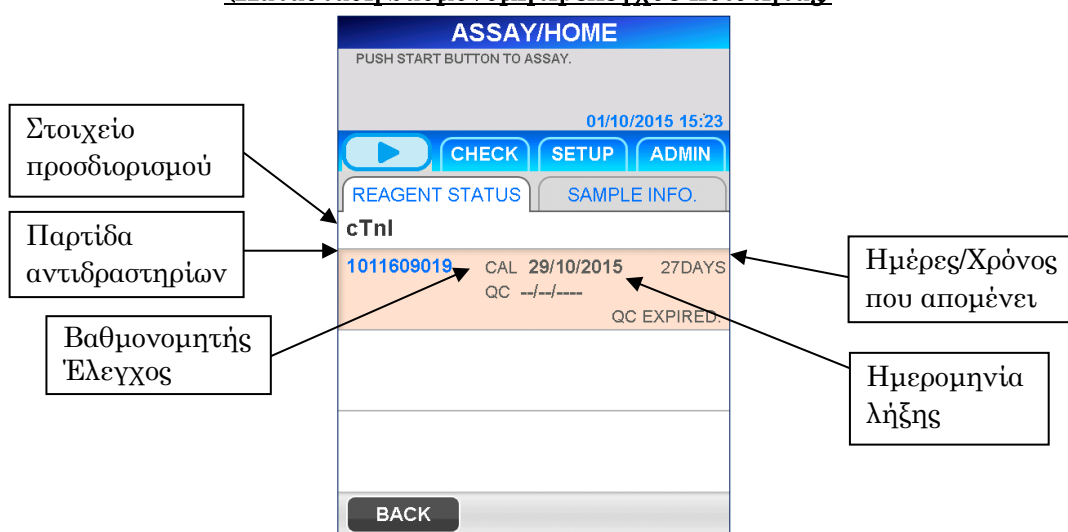 ASSAY/HOME
PUSH START BUTTON TO ASSAY.
01/10/2015 15:23
CHECK SETUP ADMIN
REAGENT STATUS SAMPLE INFO.
cTnI
1011609019 CAL 29/10/2015 27DAYS
QC --/--/----
QC EXPIRED.
BACK
Στοιχείο
προσδιορισμού
Παρτίδα
αντιδραστηρίων
Βαθμονομητής
Έλεγχος
Ημέρες/Χρόνος
που απομένει
Ημερομηνία
λήξης